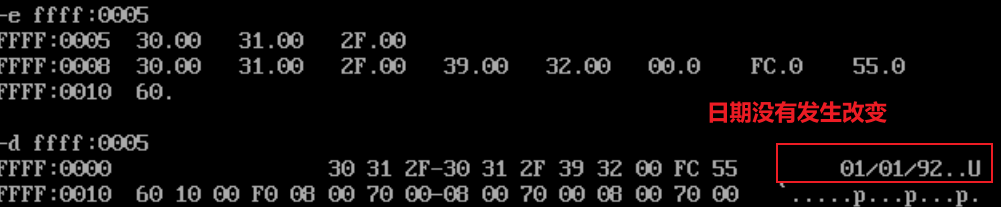 -e ffff:0005
FFFF:0005  30.00   31.00   2F.00
FFFF:0008  30.00   31.00   2F.00   39.00   32.00   00.0    FC.0    55.0
FFFF:0010  60.
日期没有发生改变
-d ffff:0005
FFFF:0000                 30 31 2F-30 31 2F 39 32 00 FC 55        01/01/92..U
FFFF:0010  60 10 00 F0 08 00 70 00-08 00 70 00 08 00 70 00   `.....p...p...p.